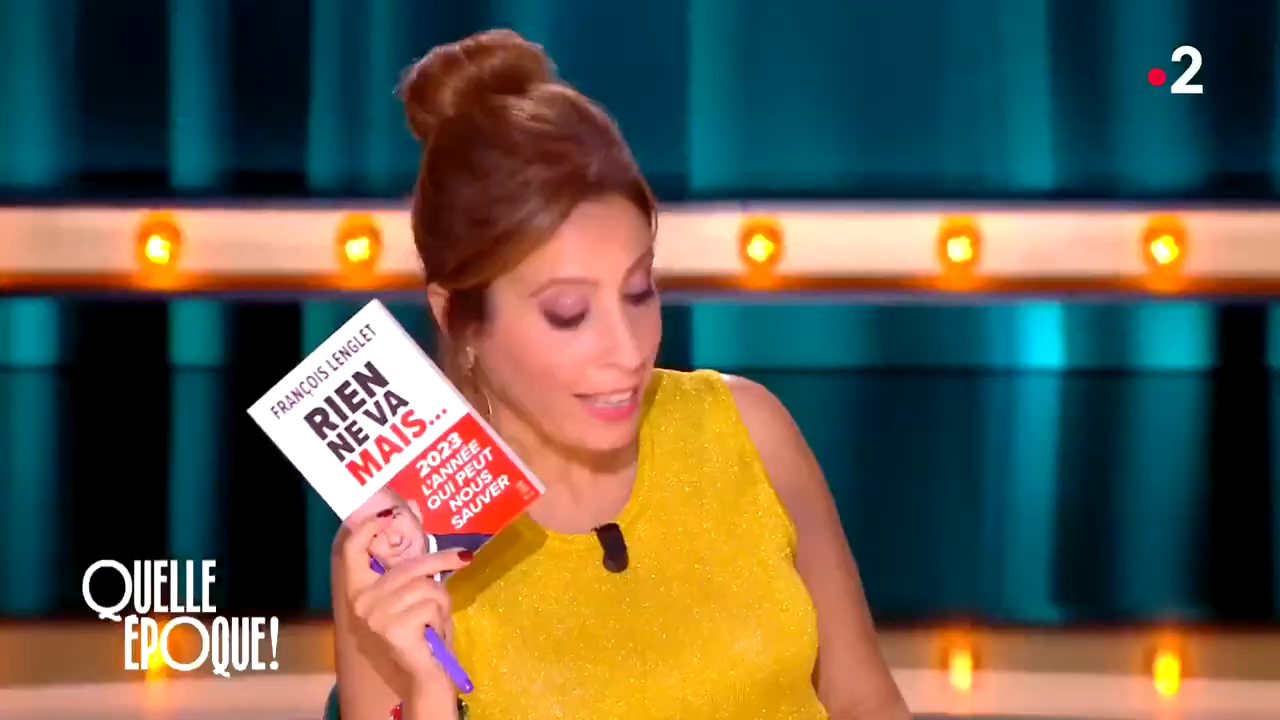 2
FRANÇOIS LENGLET
RIEN
NE VA
MAIS...
2023
L'ANNÉE
QUI PEUT
NOUS
SAUVER
QUELLE
ÉPOQUE!